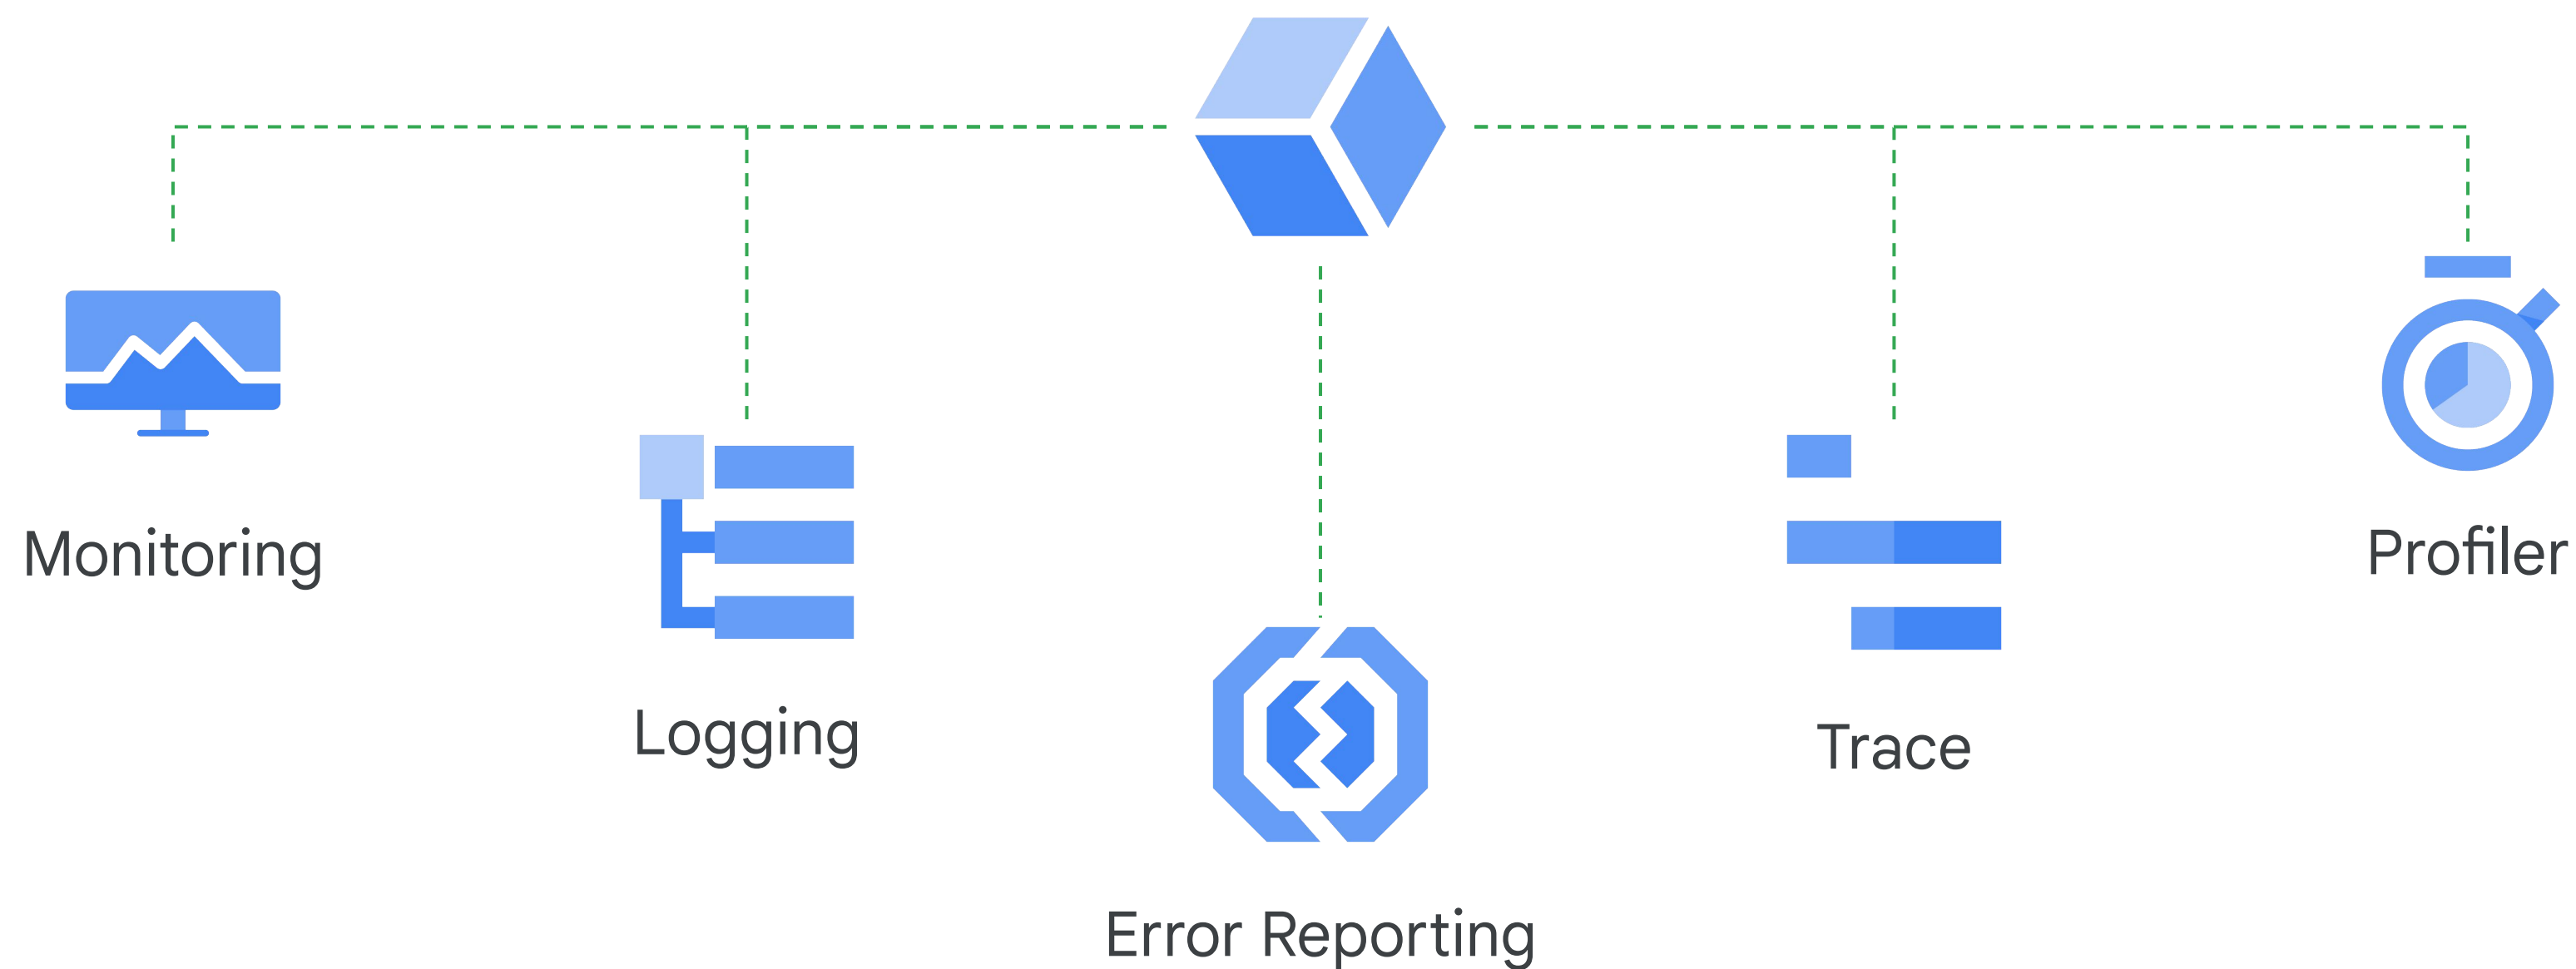 Monitoring
Logging
Error Reporting
Trace
Profiler